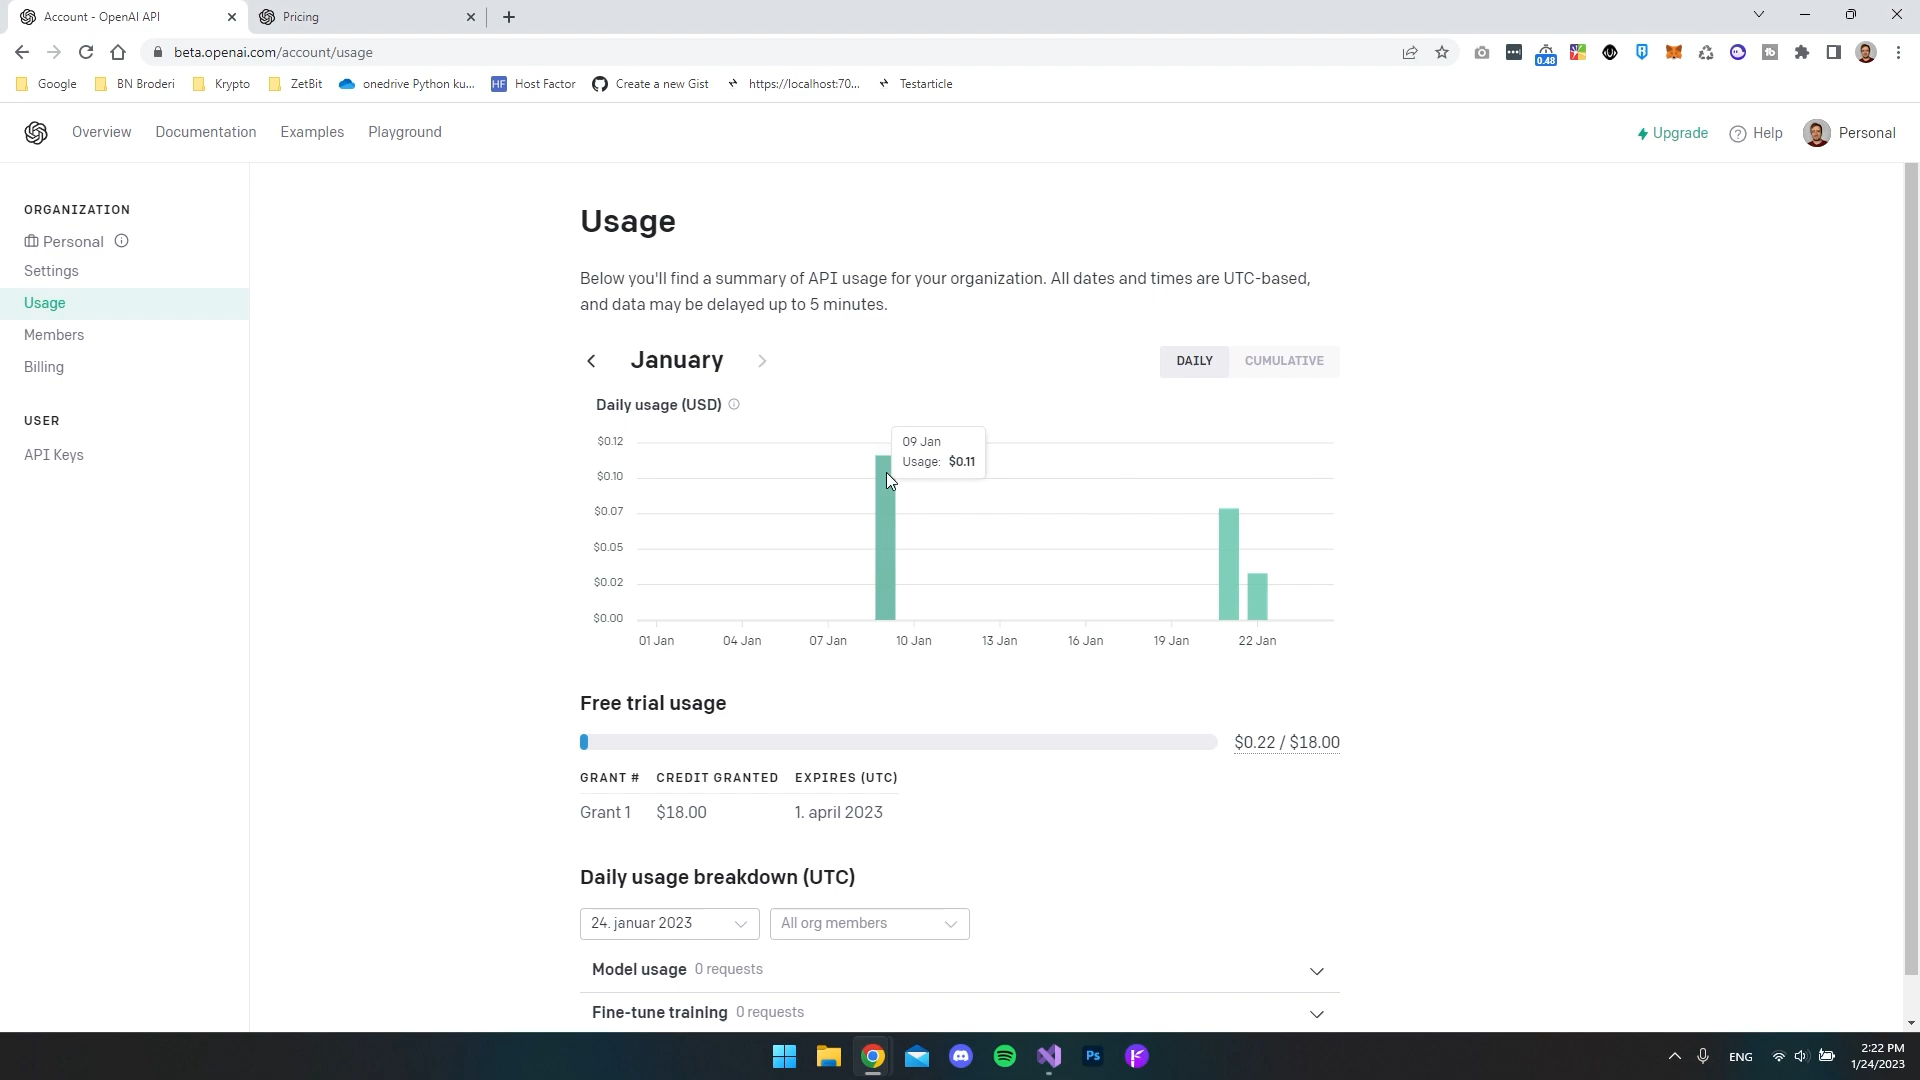 Account - OpenAI API
Pricing
beta.openai.com/account/usage
0.48
Google
BN Broderi
Krypto
ZetBit
onedrive Python ku...
HF Host Factor
Create a new Gist
https://localhost:70...
Testarticle
Overview
Documentation
Examples
Playground
Upgrade
Help
Personal
ORGANIZATION
Personal
Settings
Usage
Members
Billing
USER
API Keys
Usage
Below you'll find a summary of API usage for your organization. All dates and times are UTC-based,
and data may be delayed up to 5 minutes.
January
DAILY
CUMULATIVE
Daily usage (USD)
09 Jan
Usage: $0.11
$0.12
$0.10
$0.07
$0.05
$0.02
$0.00
01 Jan
04 Jan
07 Jan
10 Jan
13 Jan
16 Jan
19 Jan
22 Jan
Free trial usage
$0.22 / $18.00
GRANT # CREDIT GRANTED EXPIRES (UTC)
Grant 1 $18.00 1. april 2023
Daily usage breakdown (UTC)
24. januar 2023
All org members
Model usage 0 requests
Fine-tune training 0 requests
Ps
ENG
2:22 PM
1/24/2023